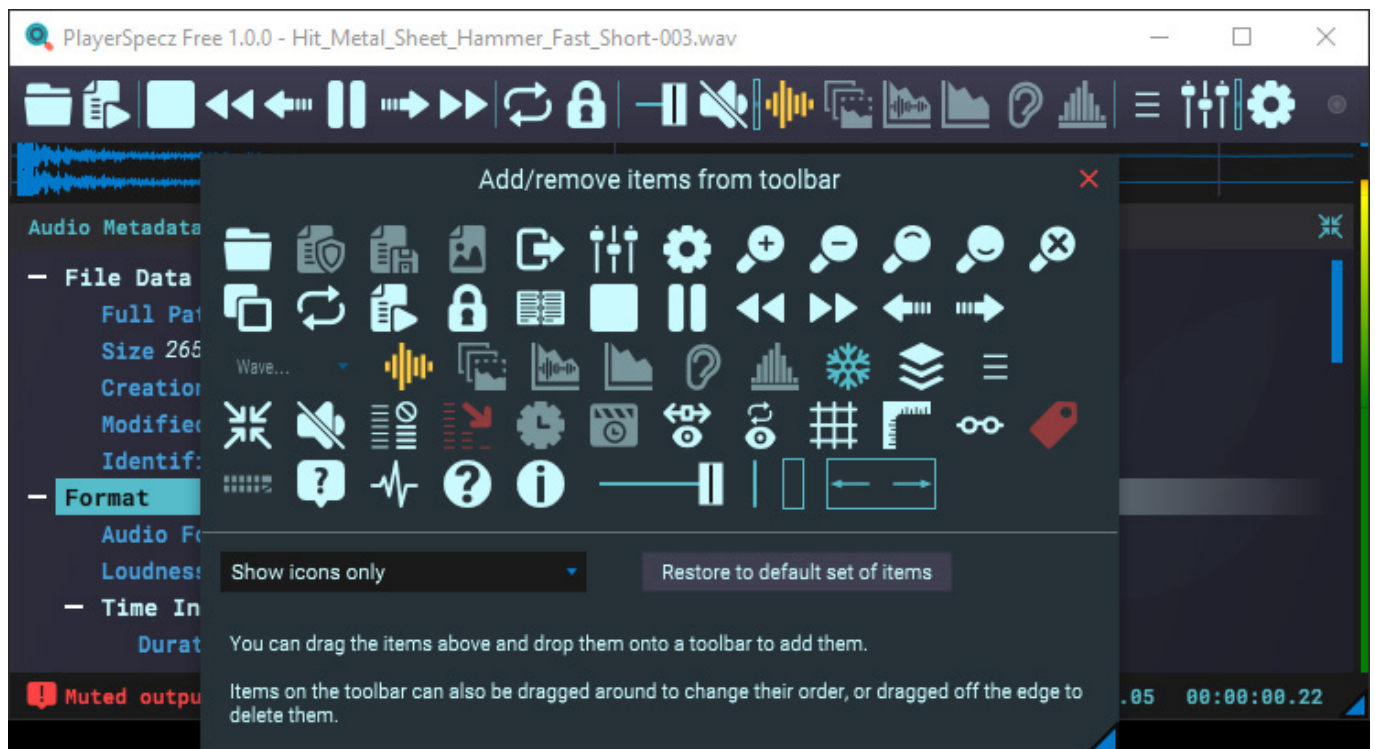 PlayerSpecz Free 1.0.0 - Hit_Metal_Sheet_Hammer_Fast_Short-003.wav
Add/remove items from toolbar
Audio Metadata
File Data
Full Pat
Size 265
Creation
Modified
Identif
Format
Audio Fo
Loudness
Time In
Durat
Wave...
Show icons only
Restore to default set of items
You can drag the items above and drop them onto a toolbar to add them.
Items on the toolbar can also be dragged around to change their order, or dragged off the edge to
delete them.
Muted outpu
.05 00:00:00.22